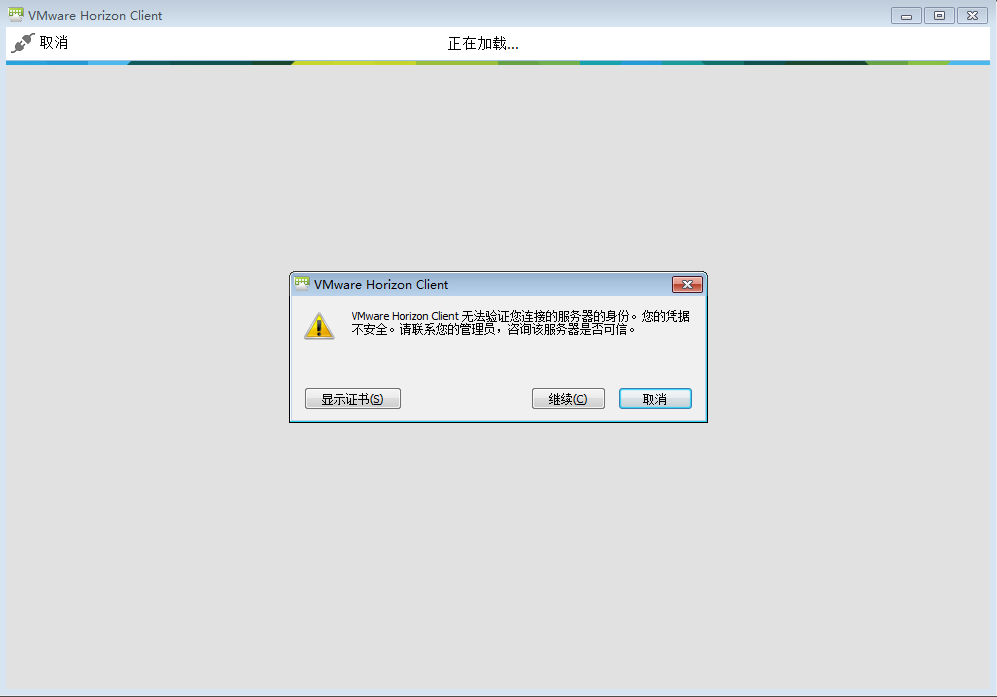 VMware Horizon Client
取消
正在加载...
VMware Horizon Client
VMware Horizon Client 无法验证您连接的服务器的身份。您的凭据
不安全。请联系您的管理员，咨询该服务器是否可信。
显示证书(S)
继续(C)
取消